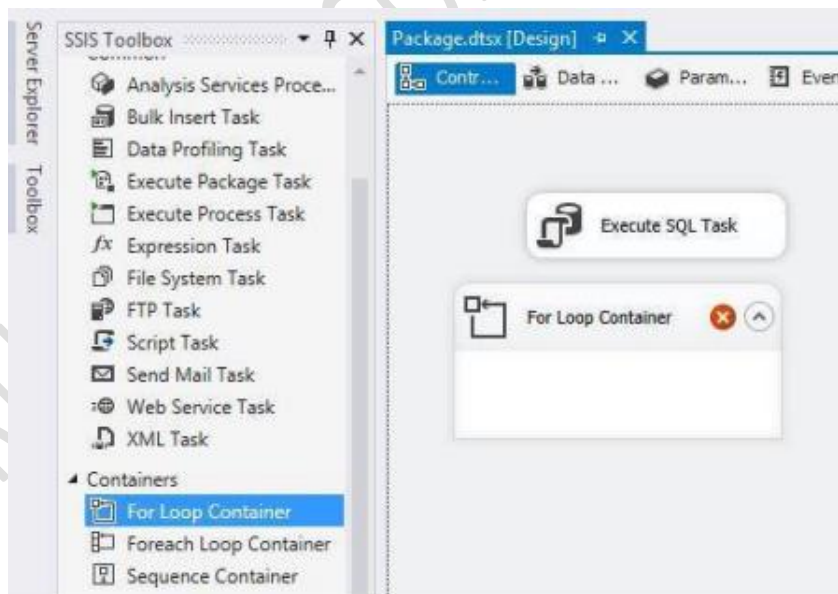 Server Explorer
Toolbox
SSIS Toolbox
Common
Analysis Services Proce...
Bulk Insert Task
Data Profiling Task
Execute Package Task
Execute Process Task
Expression Task
File System Task
FTP Task
Script Task
Send Mail Task
Web Service Task
XML Task
Containers
For Loop Container
Foreach Loop Container
Sequence Container
Package.dtsx [Design]
Contr...
Data ...
Param...
Even
Execute SQL Task
For Loop Container